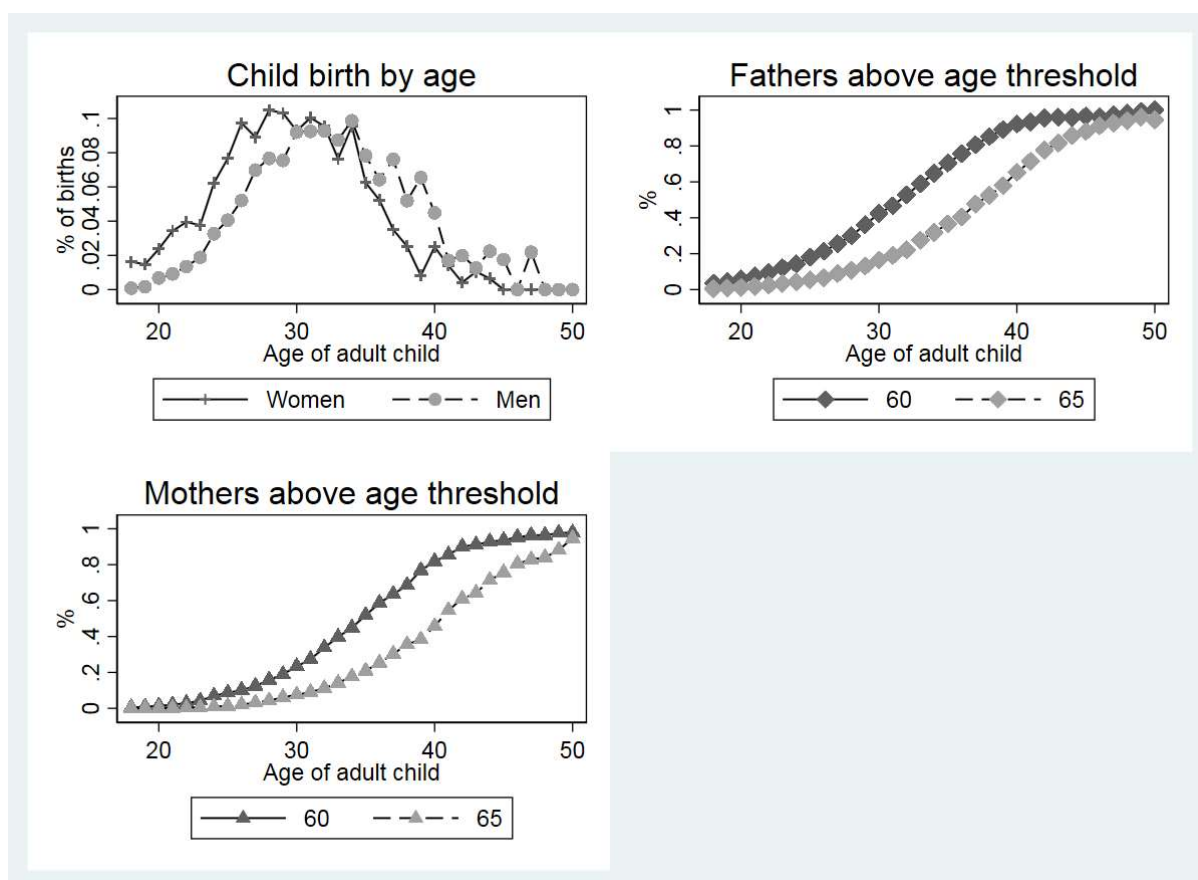 Child birth by age
% of births
0 .02 .04 .06 .08 .1
20 30 40 50
Age of adult child
Women Men
Fathers above age threshold
%
0 .2 .4 .6 .8 1
20 30 40 50
Age of adult child
60 65
Mothers above age threshold
%
0 .2 .4 .6 .8 1
20 30 40 50
Age of adult child
60 65